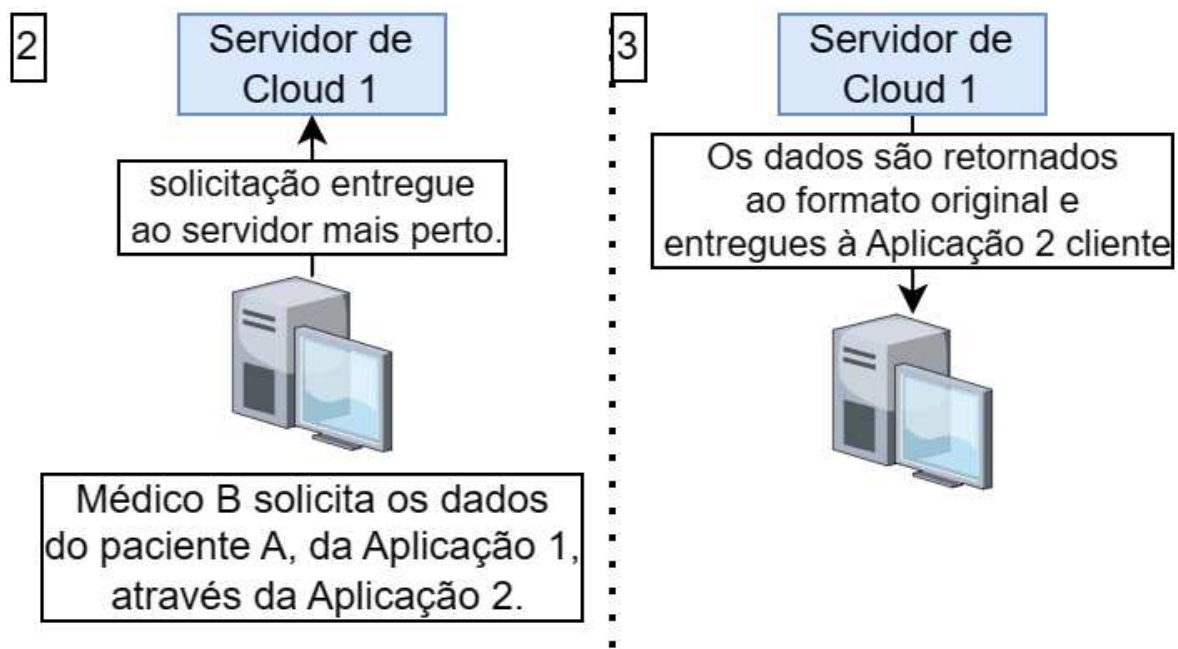 2
Servidor de
Cloud 1
solicitação entregue
ao servidor mais perto.
Médico B solicita os dados
do paciente A, da Aplicação 1,
através da Aplicação 2.
3
Servidor de
Cloud 1
Os dados são retornados
ao formato original e
entregues à Aplicação 2 cliente